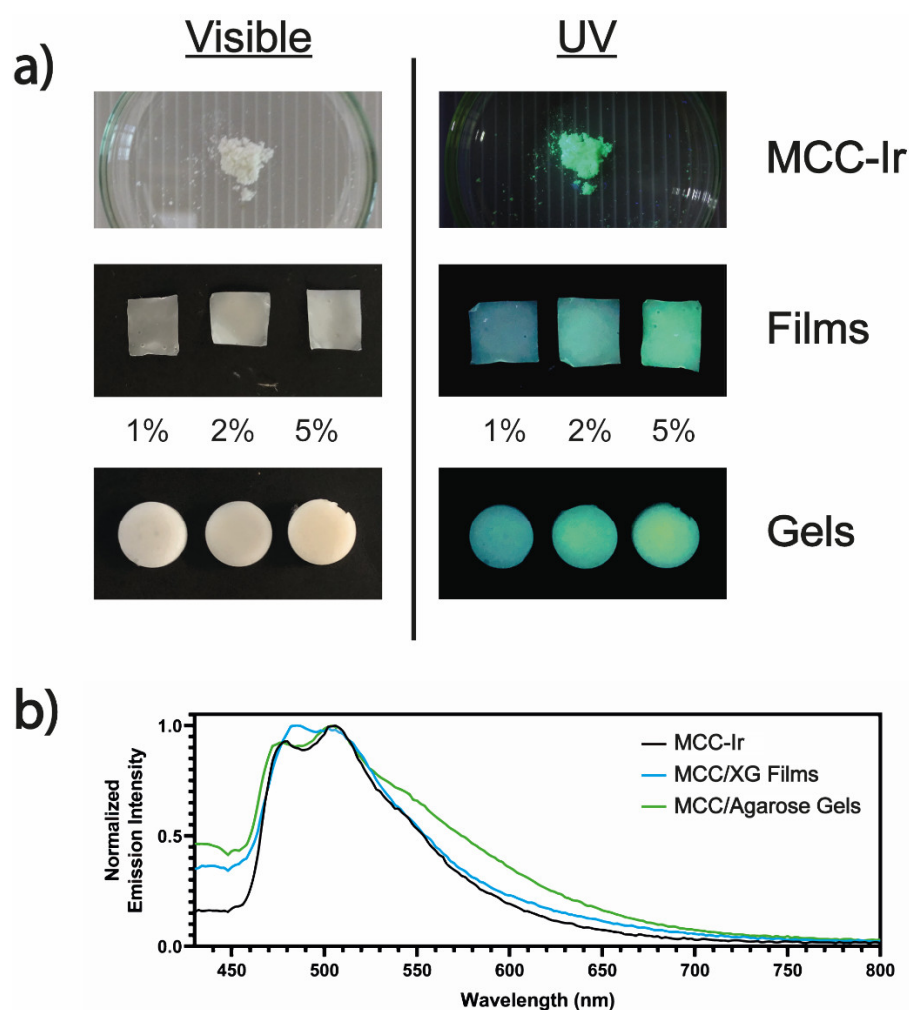 a)
Visible
UV
MCC-Ir
Films
1% 2% 5% 1% 2% 5%
Gels
b)
Normalized
Emission Intensity
1.0
0.5
0.0
MCC-Ir
MCC/XG Films
MCC/Agarose Gels
450 500 550 600 650 700 750 800
Wavelength (nm)